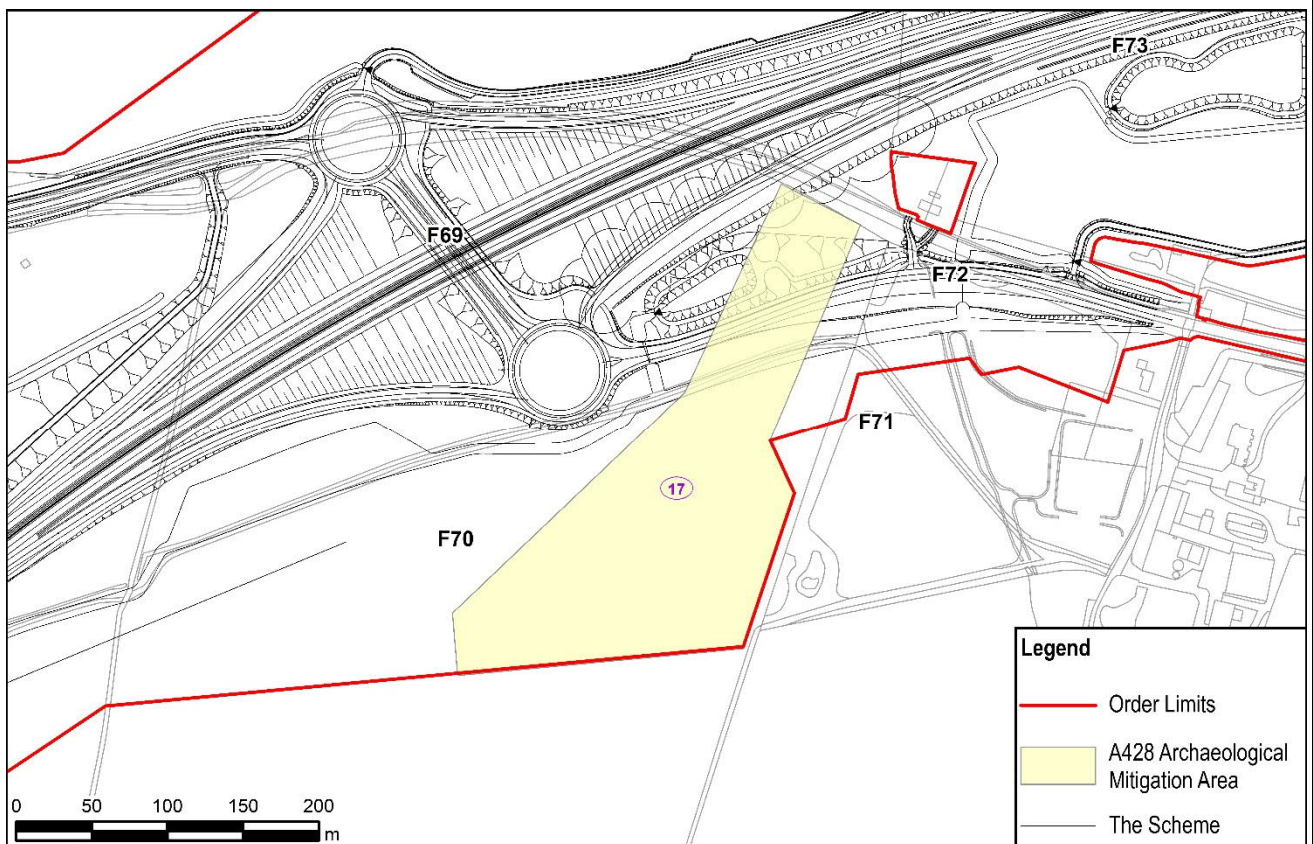 F73
F69
F72
F71
17
F70
Legend
Order Limits
A428 Archaeological
Mitigation Area
The Scheme
0 50 100 150 200
m